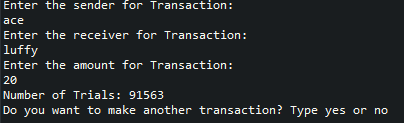 Enter the sender for Transaction:
ace
Enter the receiver for Transaction:
luffy
Enter the amount for Transaction:
20
Number of Trials: 91563
Do you want to make another transaction? Type yes or no